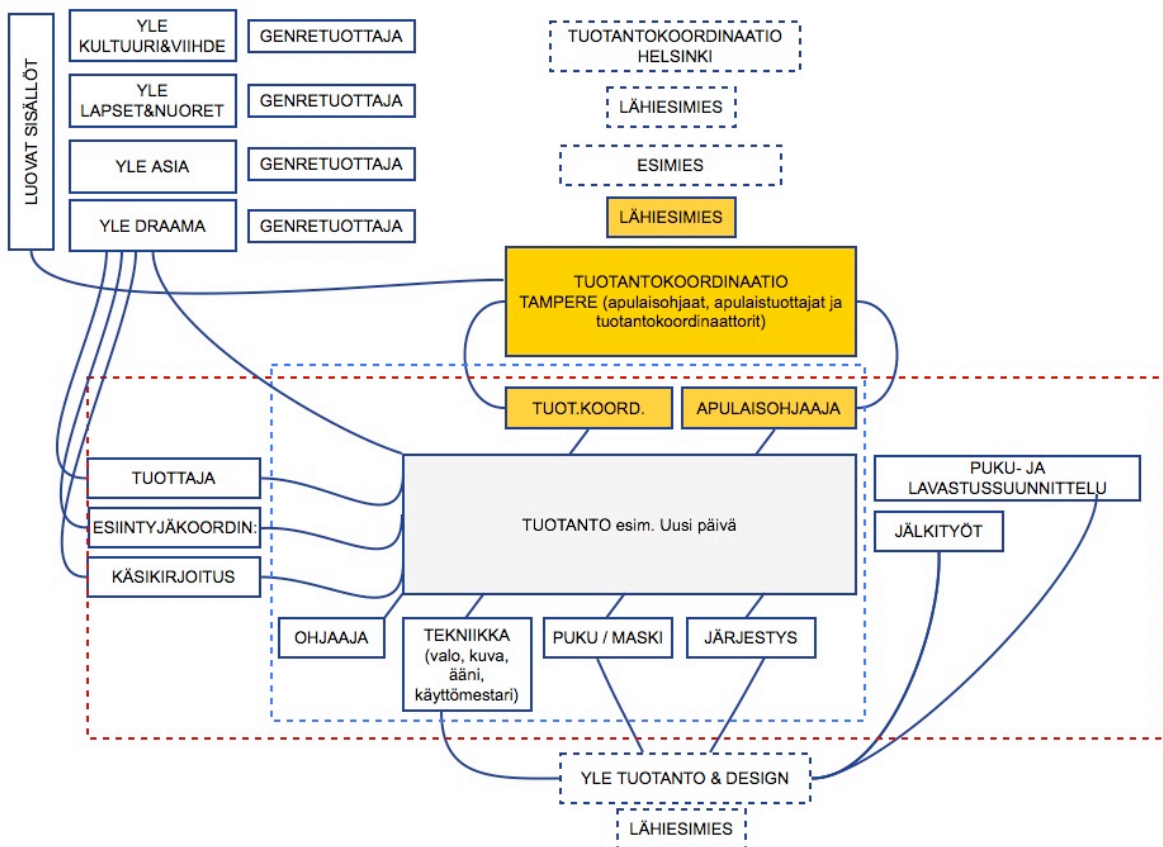 LUOVAT SISÄLLÖT
YLE
KULTUURI&VIIHDE
GENRETUOTTAJA
YLE
LAPSET&NUORET
GENRETUOTTAJA
YLE ASIA
GENRETUOTTAJA
YLE DRAAMA
GENRETUOTTAJA
TUOTANTOKOORDINAATIO
HELSINKI
LÄHIESIMIES
ESIMIES
LÄHIESIMIES
TUOTANTOKOORDINAATIO
TAMPERE (apulaisohjaat, apulaistuottajat ja
tuotantokoordinaattorit)
TUOT.KOORD.
APULAISOHJAAJA
TUOTTAJA
ESIINTYJÄKOORDIN:
KÄSIKIRJOITUS
TUOTANTO esim. Uusi päivä
PUKU- JA
LAVASTUSSUUNNITTELU
JÄLKITYÖT
OHJAAJA
TEKNIIKKA
(valo, kuva,
ääni,
käyttömestari)
PUKU / MASKI
JÄRJESTYS
YLE TUOTANTO & DESIGN
LÄHIESIMIES